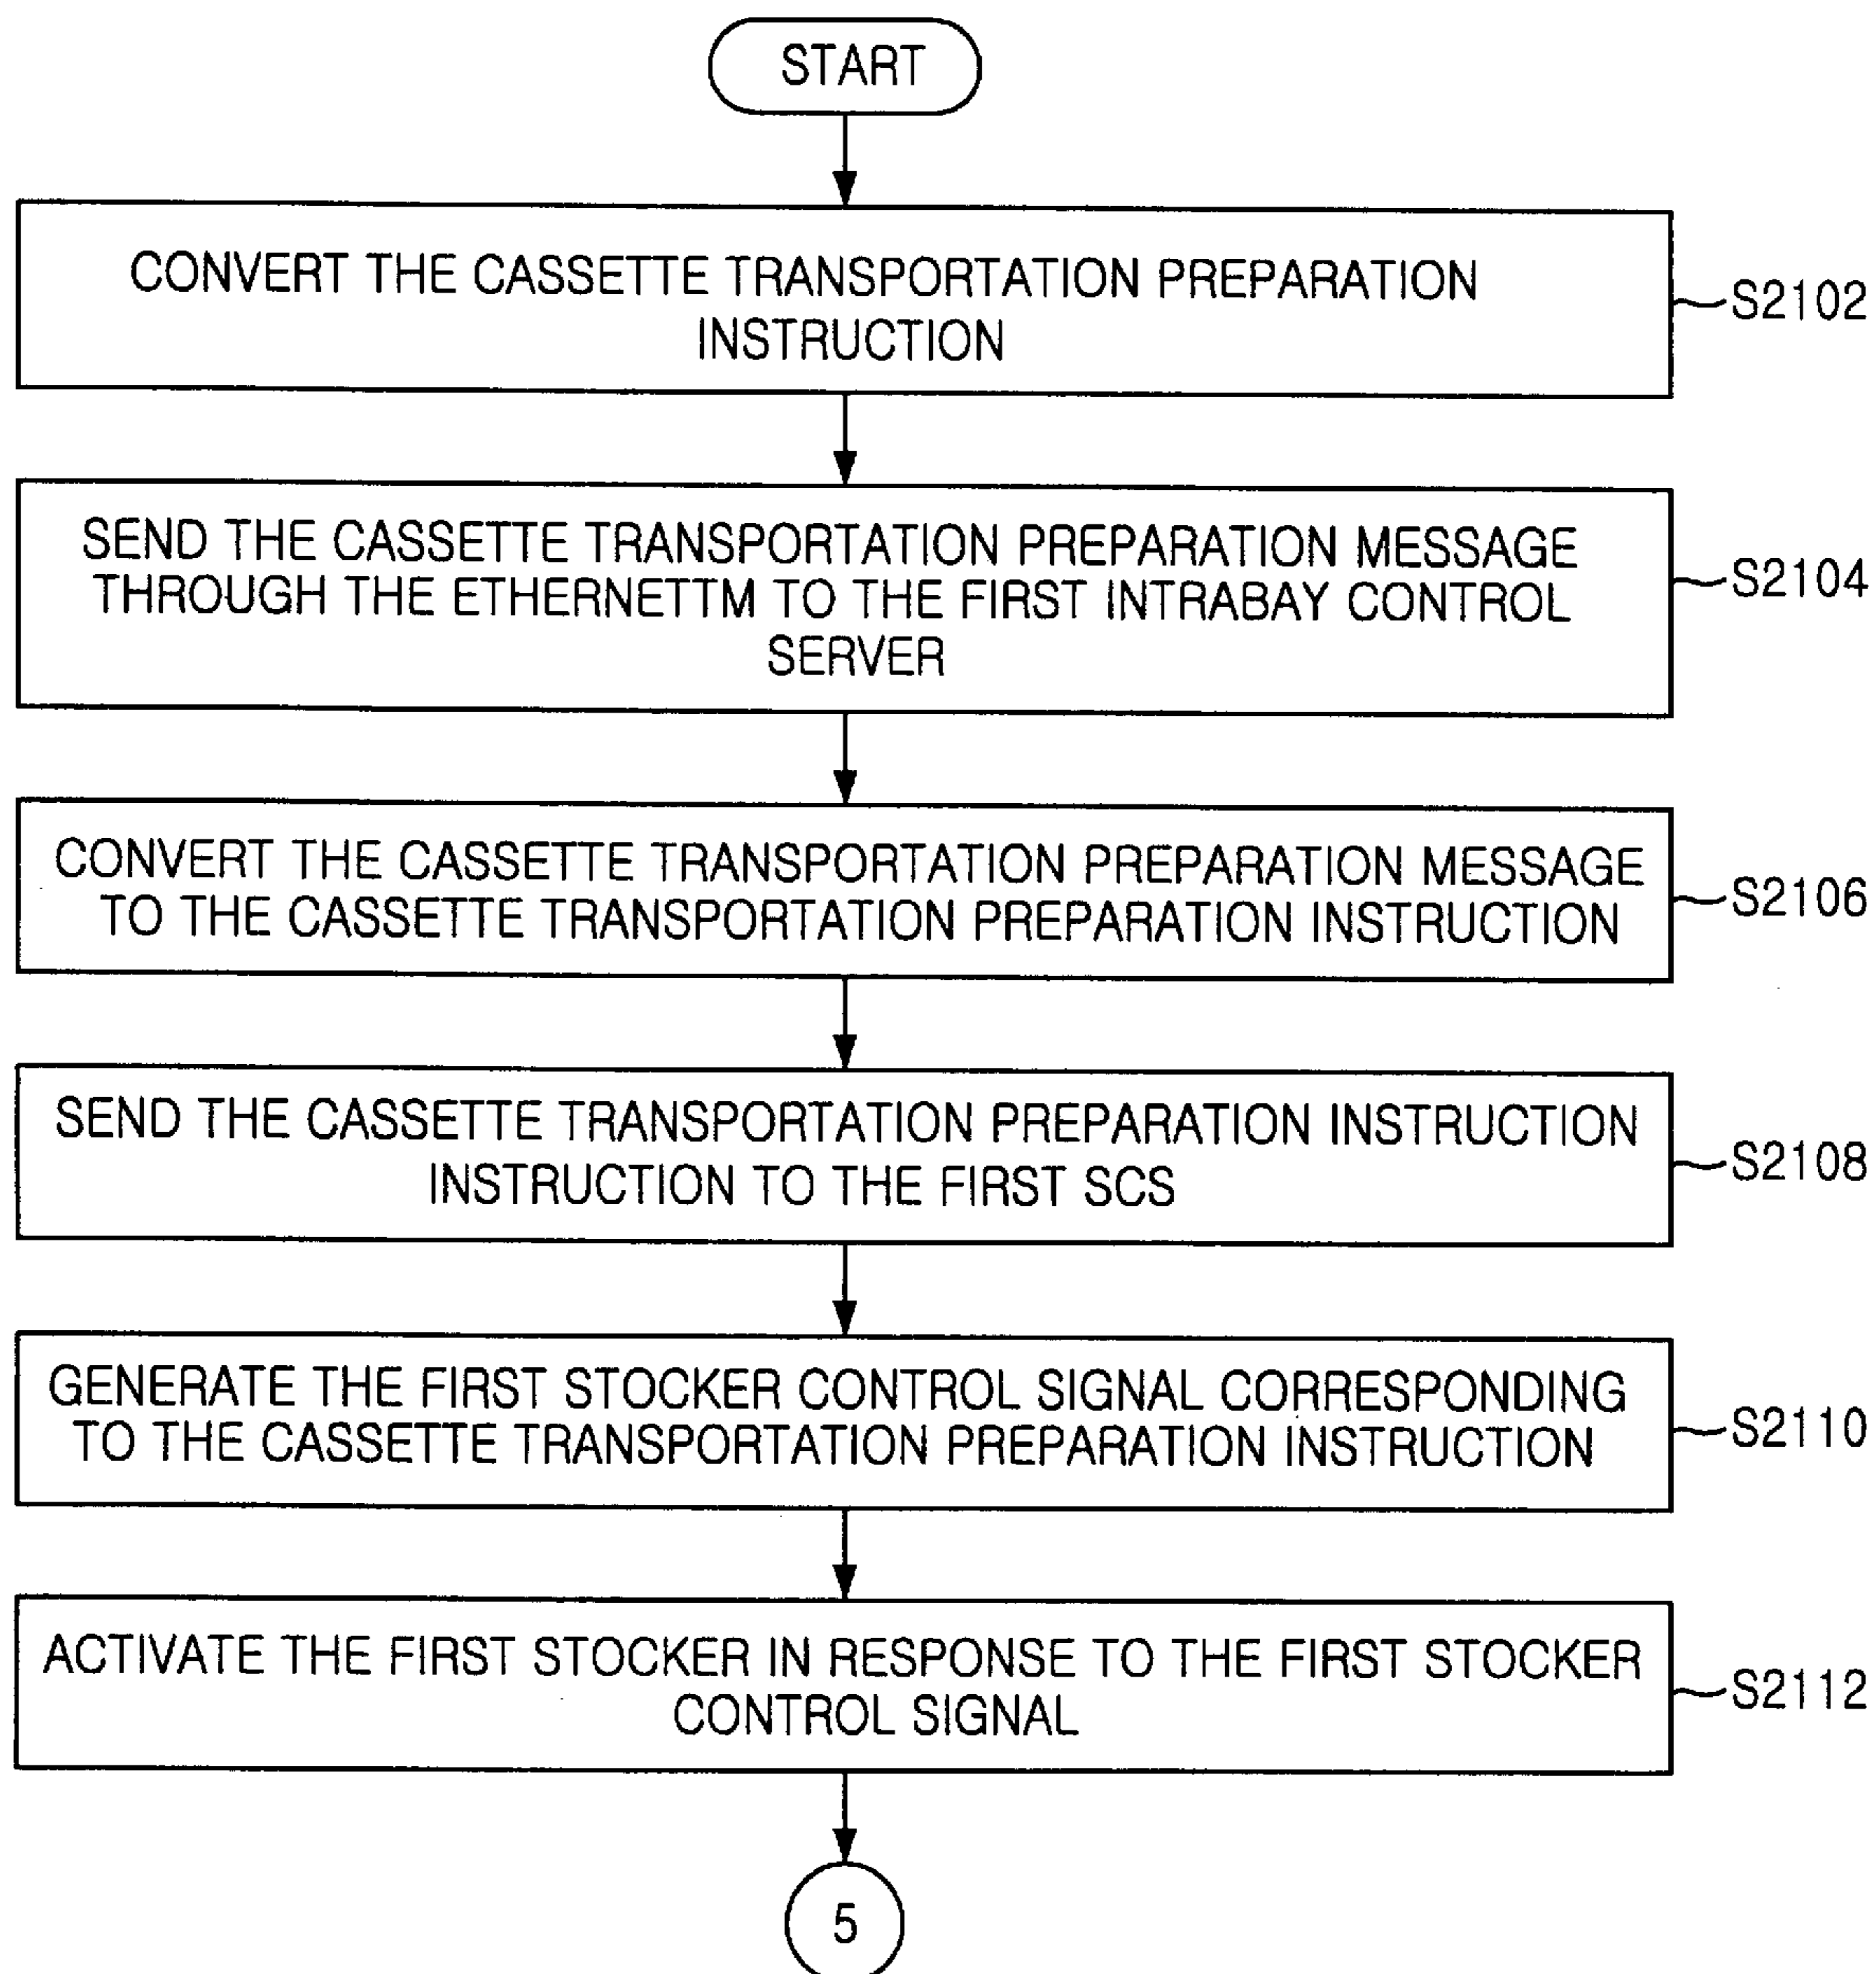 START
CONVERT THE CASSETTE TRANSPORTATION PREPARATION
INSTRUCTION
S2102
SEND THE CASSETTE TRANSPORTATION PREPARATION MESSAGE
THROUGH THE ETHERNETTM TO THE FIRST INTRABAY CONTROL
SERVER
S2104
CONVERT THE CASSETTE TRANSPORTATION PREPARATION MESSAGE
TO THE CASSETTE TRANSPORTATION PREPARATION INSTRUCTION
S2106
SEND THE CASSETTE TRANSPORTATION PREPARATION INSTRUCTION
INSTRUCTION TO THE FIRST SCS
S2108
GENERATE THE FIRST STOCKER CONTROL SIGNAL CORRESPONDING
TO THE CASSETTE TRANSPORTATION PREPARATION INSTRUCTION
S2110
ACTIVATE THE FIRST STOCKER IN RESPONSE TO THE FIRST STOCKER
CONTROL SIGNAL
S2112
5